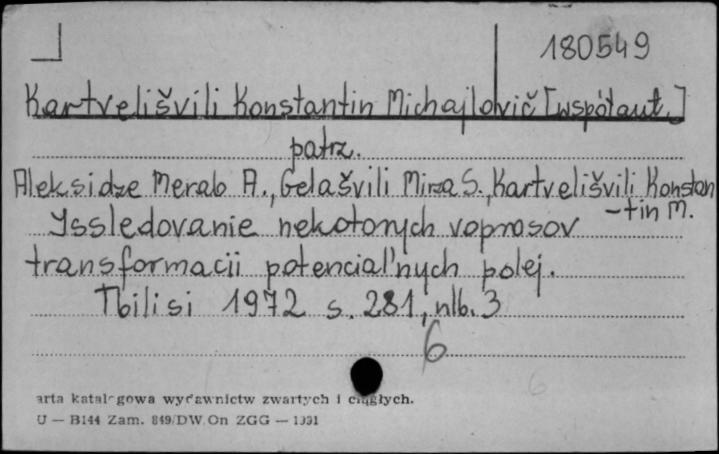 180549
Kartvelišvili Konstantin Michajlovič [współaut.]
patrz.
Aleksidze Merab A., Gelašvili Mirza S., Kartvelišvili Konstan
-tin M.
Issledovanie nekotorych voprosov
transformacii potencial'nych polej.
Tbilisi 1972 s. 281, nlb. 3
6
arta katalogowa wydawnictw zwartych i ciągłych.
U — B144 Zam. 849/DW/On ZGG — 1991